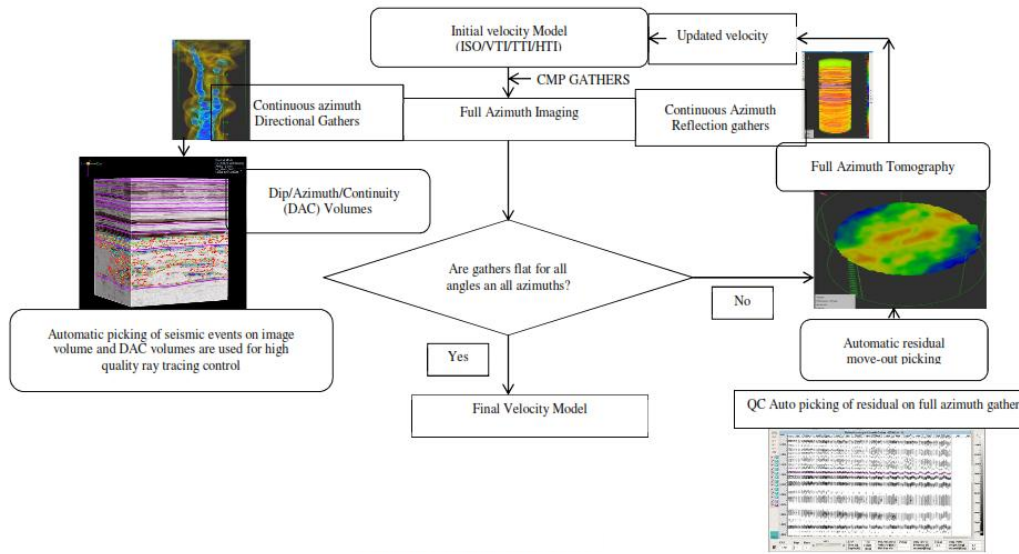 Initial velocity Model
(ISO/VTI/TTI/HTI)
Updated velocity
CMP GATHERS
Continuous azimuth
Directional Gathers
Full Azimuth Imaging
Continuous Azimuth
Reflection gathers
Full Azimuth Tomography
Dip/Azimuth/Continuity
(DAC) Volumes
Are gathers flat for all
angles an all azimuths?
No
Yes
Automatic picking of seismic events on image
volume and DAC volumes are used for high
quality ray tracing control
Automatic residual
move-out picking
Final Velocity Model
QC Auto picking of residual on full azimuth gather